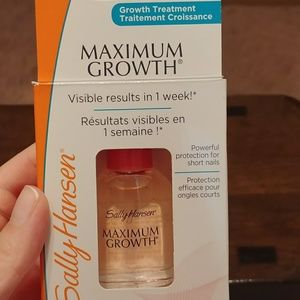 Growth Treatment
Traitement Croissance
MAXIMUM
GROWTH®
Visible results in 1 week!*
Résultats visibles en
1 semaine !*
Powerful
protection for
short nails
Protection
efficace pour
ongles courts
Sally Hansen®
Sally Hansen
MAXIMUM
GROWTH®